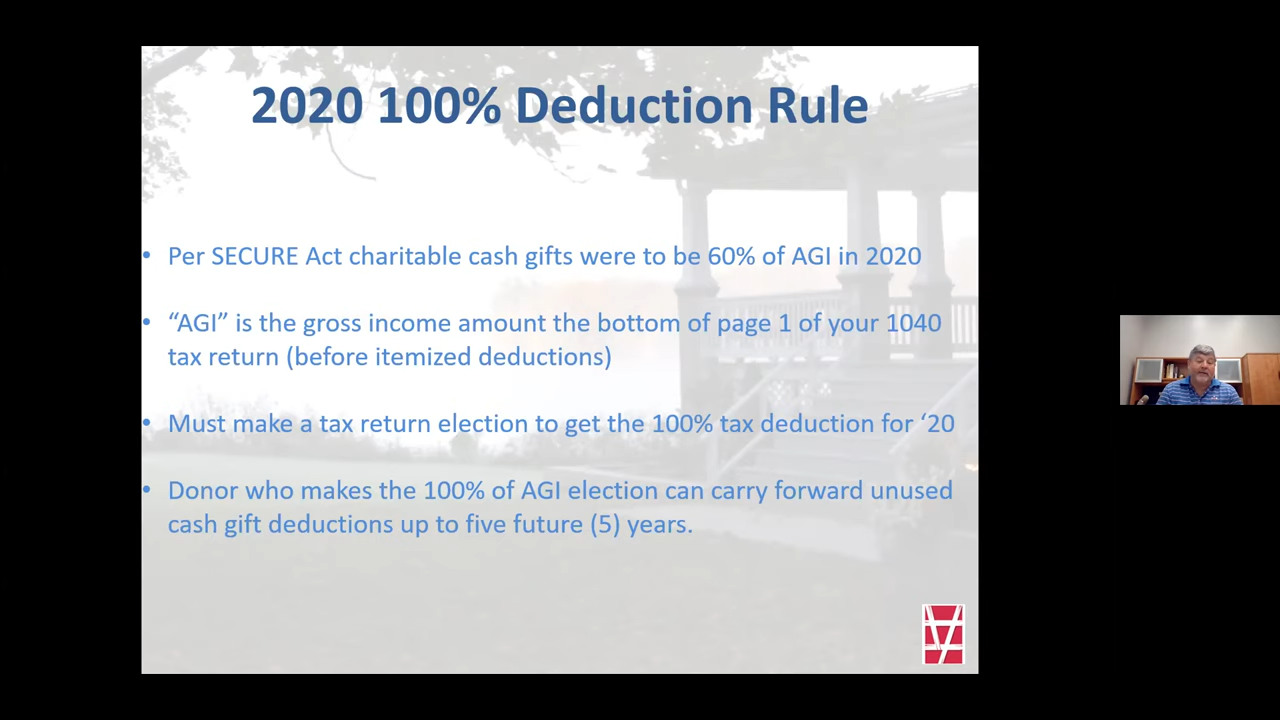 2020 100% Deduction Rule
• Per SECURE Act charitable cash gifts were to be 60% of AGI in 2020
• “AGI” is the gross income amount the bottom of page 1 of your 1040
tax return (before itemized deductions)
• Must make a tax return election to get the 100% tax deduction for ‘20
• Donor who makes the 100% of AGI election can carry forward unused
cash gift deductions up to five future (5) years.